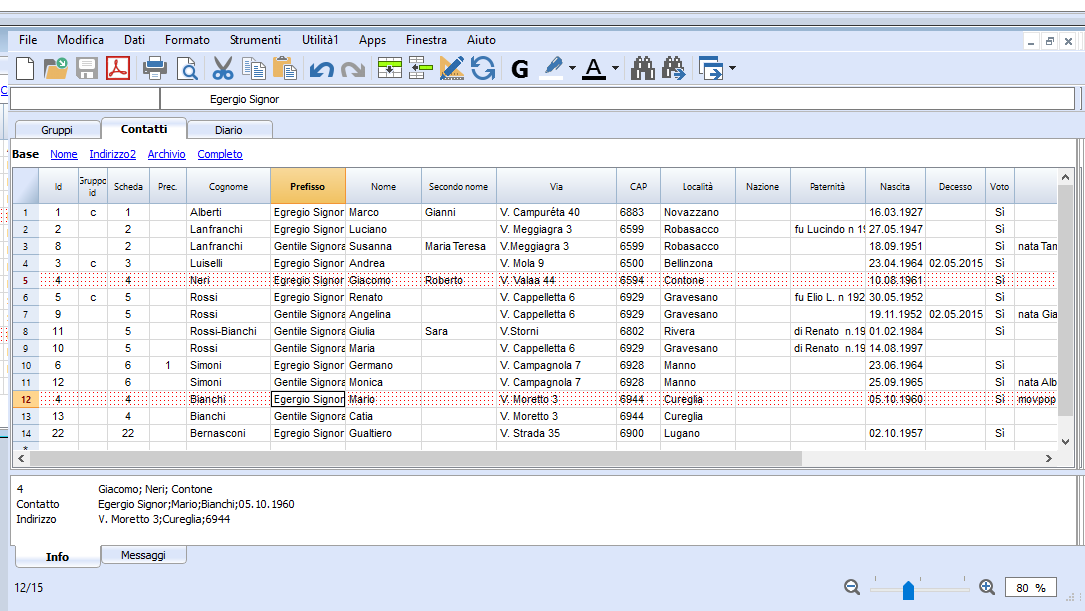 File Modifica Dati Formato Strumenti Utilità1 Apps Finestra Aiuto
G A
Egergio Signor
Gruppi Contatti Diario
Base Nome Indirizzo2 Archivio Completo
Id Gruppo id Scheda Prec. Cognome Prefisso Nome Secondo nome Via CAP Località Nazione Paternità Nascita Decesso Voto
1 1 c 1 Alberti Egregio Signor Marco Gianni V. Campuréta 40 6883 Novazzano 16.03.1927 Sì
2 2 2 Lanfranchi Egregio Signor Luciano V. Meggiagra 3 6599 Robasacco fu Lucindo n 19 27.05.1947 Sì
3 8 2 Lanfranchi Gentile Signora Susanna Maria Teresa V.Meggiagra 3 6599 Robasacco 18.09.1951 Sì nata Tan
4 3 c 3 Luiselli Egregio Signor Andrea V. Mola 9 6500 Bellinzona 23.04.1964 02.05.2015 Sì
5 4 4 Neri Egregio Signor Giacomo Roberto V. Valaa 44 6594 Contone 10.08.1961 Sì
6 5 c 5 Rossi Egregio Signor Renato V. Cappelletta 6 6929 Gravesano fu Elio L. n 192 30.05.1952 Sì
7 9 5 Rossi Gentile Signora Angelina V. Cappelletta 6 6929 Gravesano 19.11.1952 02.05.2015 Sì nata Gia
8 11 5 Rossi-Bianchi Gentile Signora Giulia Sara V.Storni 6802 Rivera di Renato n.19 01.02.1984 Sì
9 10 5 Rossi Gentile Signora Maria V. Cappelletta 6 6929 Gravesano di Renato n.19 14.08.1997
10 6 6 1 Simoni Egregio Signor Germano V. Campagnola 7 6928 Manno 23.06.1964 Sì
11 12 6 Simoni Gentile Signora Monica V. Campagnola 7 6928 Manno 25.09.1965 Sì nata Alb
12 4 4 Bianchi Egergio Signor Mario V. Moretto 3 6944 Cureglia 05.10.1960 Sì movpop
13 13 4 Bianchi Gentile Signora Catia V. Moretto 3 6944 Cureglia
14 22 22 Bernasconi Egregio Signor Gualtiero V. Strada 35 6900 Lugano 02.10.1957 Sì
*
4 Giacomo; Neri; Contone
Contatto Egergio Signor;Mario;Bianchi;05.10.1960
Indirizzo V. Moretto 3;Cureglia;6944
Info Messaggi
12/15 80 %